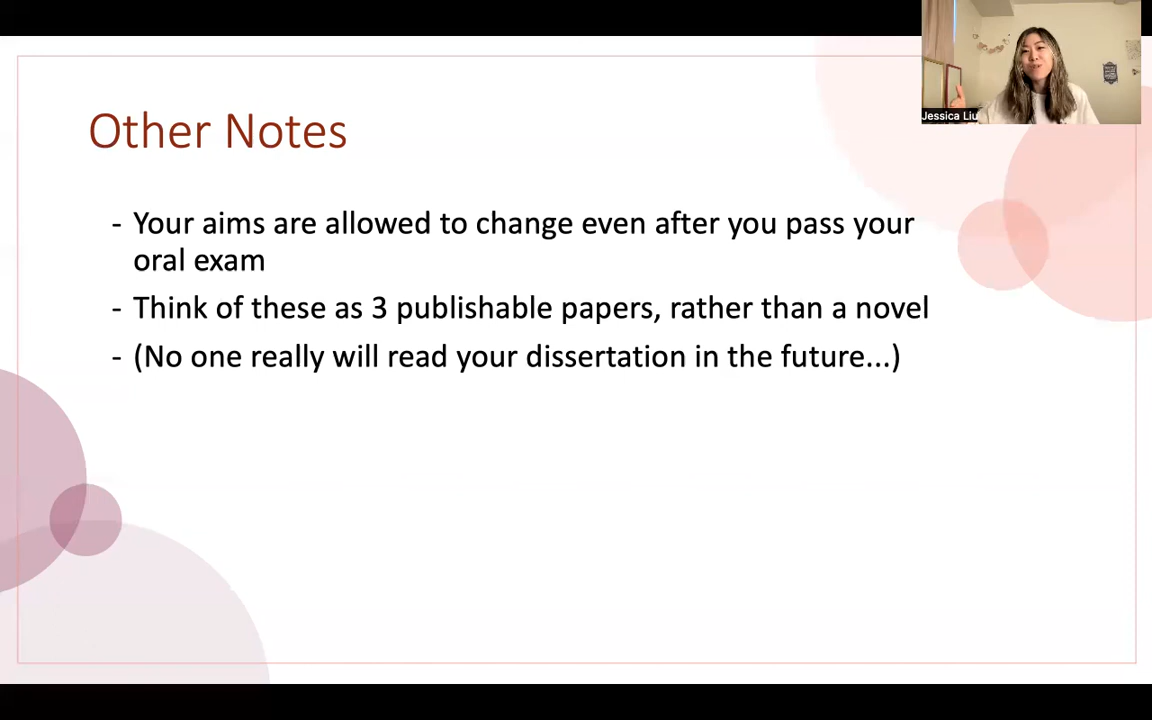 Jessica Liu
Other Notes
- Your aims are allowed to change even after you pass your
oral exam
- Think of these as 3 publishable papers, rather than a novel
- (No one really will read your dissertation in the future...)